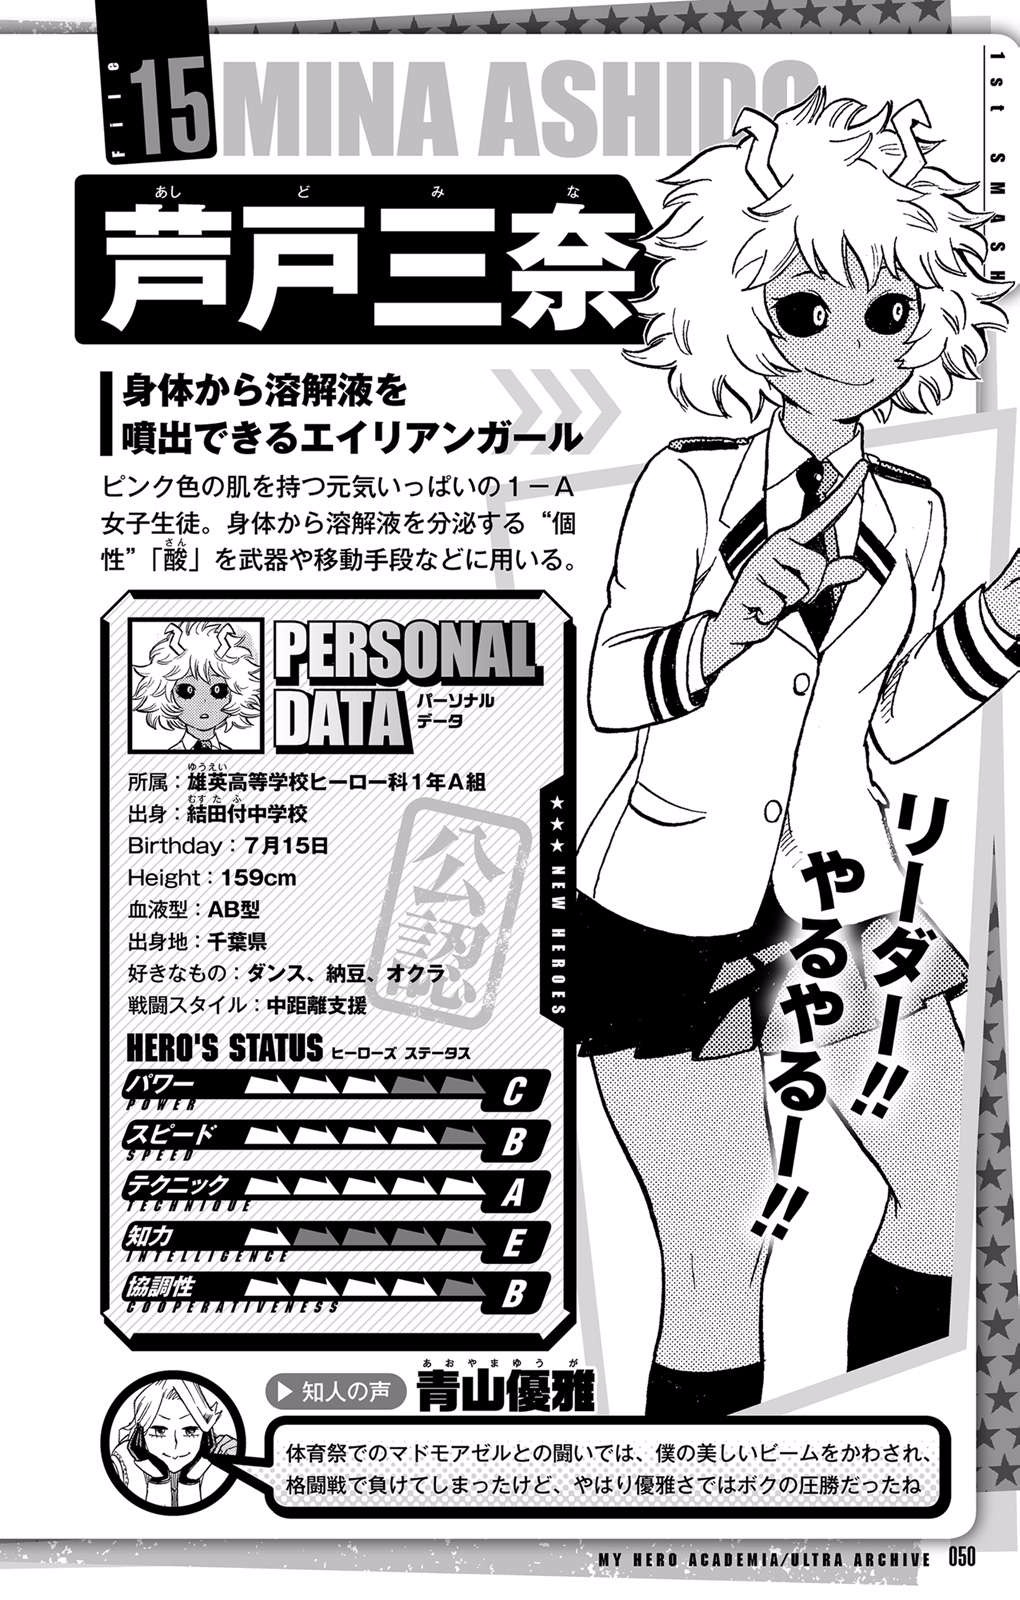 File 15
MINA ASHIDO
1st SMASH
あし ど み な
芦戸三奈
身体から溶解液を
噴出できるエイリアンガール
ピンク色の肌を持つ元気いっぱいの1－A
女子生徒。身体から溶解液を分泌する“個
さん
性”「酸」を武器や移動手段などに用いる。
PERSONAL
DATA
パーソナル
データ
ゆうえい
所属：雄英高等学校ヒーロー科1年A組
むすたふ
出身：結田付中学校
Birthday：7月15日
Height：159cm
血液型：AB型
出身地：千葉県
好きなもの：ダンス、納豆、オクラ
戦闘スタイル：中距離支援
公認
★★★ NEW HEROES
HERO'S STATUS ヒーローズ ステータス
パワー C
POWER
スピード B
SPEED
テクニック A
TECHNIQUE
知力 E
INTELLIGENCE
協調性 B
COOPERATIVENESS
リーダー!!
やるやるー!!
あおやまゆうが
▶知人の声 青山優雅
体育祭でのマドモアゼルとの闘いでは、僕の美しいビームをかわされ、
格闘戦で負けてしまったけど、やはり優雅さではボクの圧勝だったね
MY HERO ACADEMIA/ULTRA ARCHIVE 050